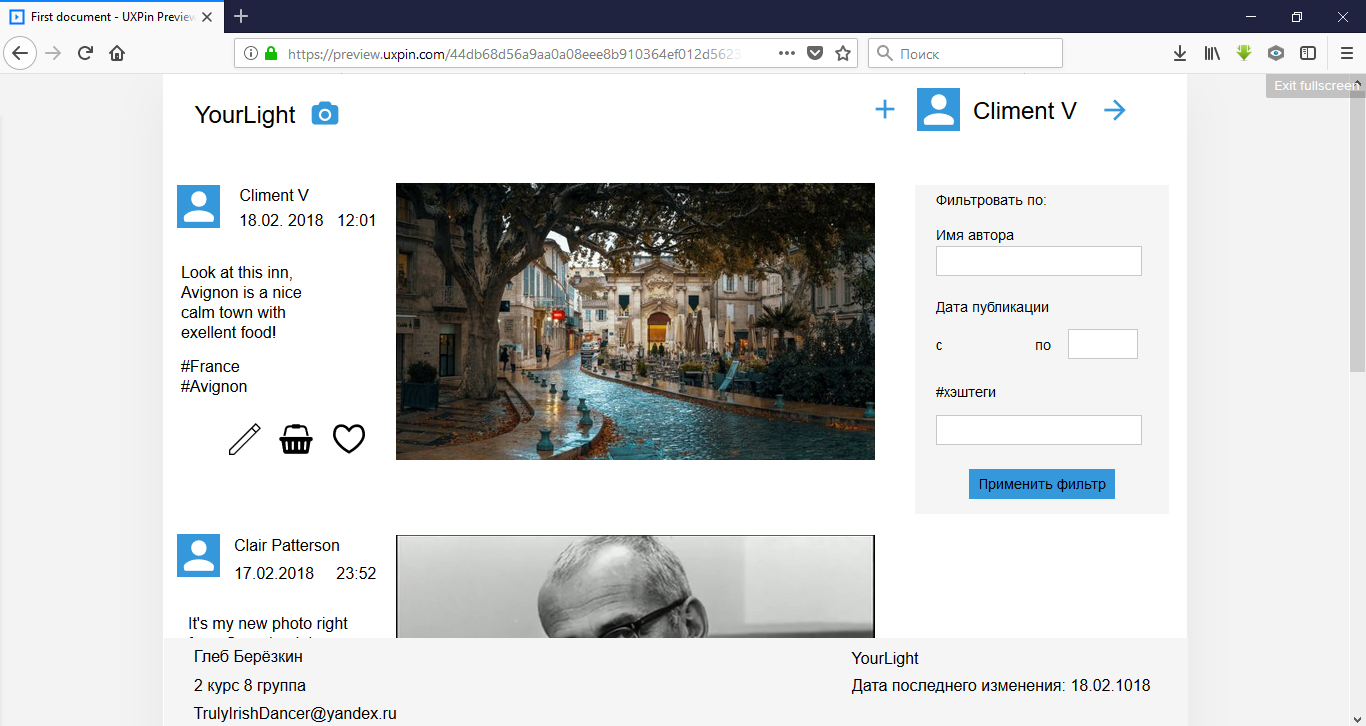 First document - UXPin Preview
https://preview.uxpin.com/44db68d56a9aa0a08eee8b910364ef012d5623
Поиск
Exit fullscreen
YourLight
Climent V
Climent V
18.02. 2018 12:01
Look at this inn,
Avignon is a nice
calm town with
exellent food!
#France
#Avignon
Фильтровать по:
Имя автора
Дата публикации
с по
#хэштеги
Применить фильтр
Clair Patterson
17.02.2018 23:52
It's my new photo right
Глеб Берёзкин
2 курс 8 группа
TrulyIrishDancer@yandex.ru
YourLight
Дата последнего изменения: 18.02.1018